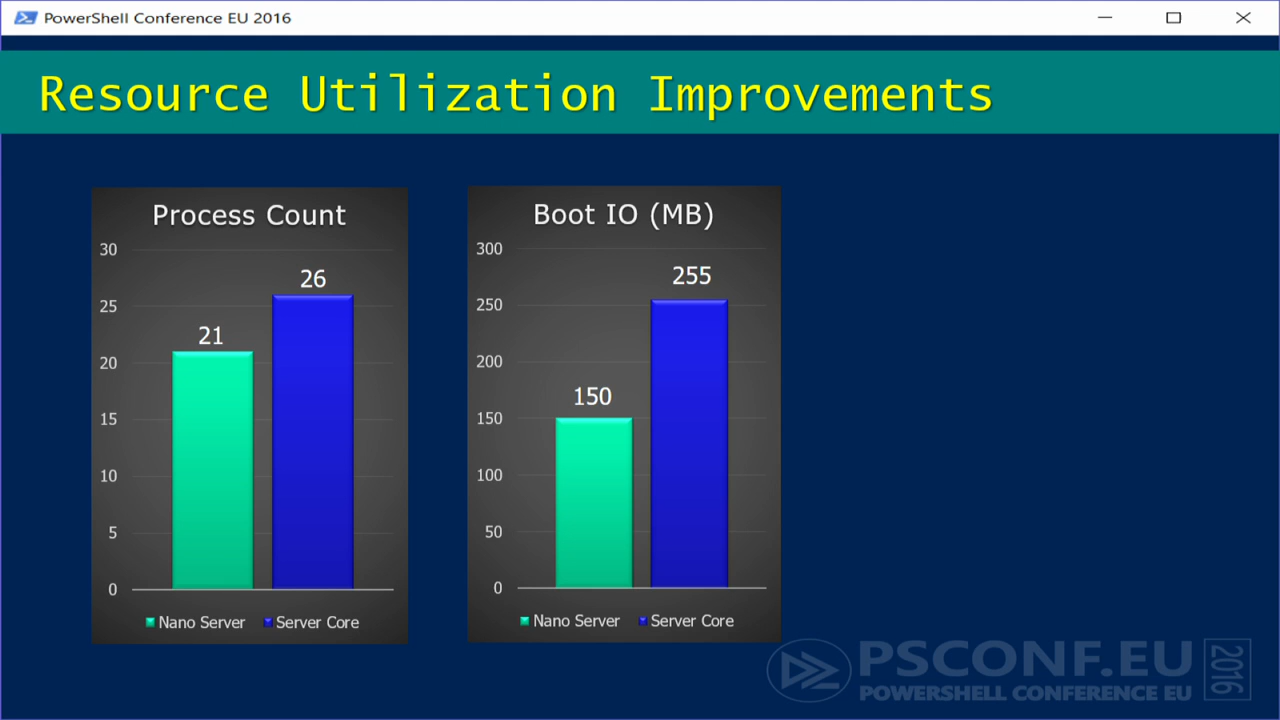 PowerShell Conference EU 2016
Resource Utilization Improvements
Process Count
30
25
20
15
10
5
0
21
26
Nano Server Server Core
Boot IO (MB)
300
250
200
150
100
50
0
150
255
Nano Server Server Core
PSCONF.EU
POWERSHELL CONFERENCE EU
2016